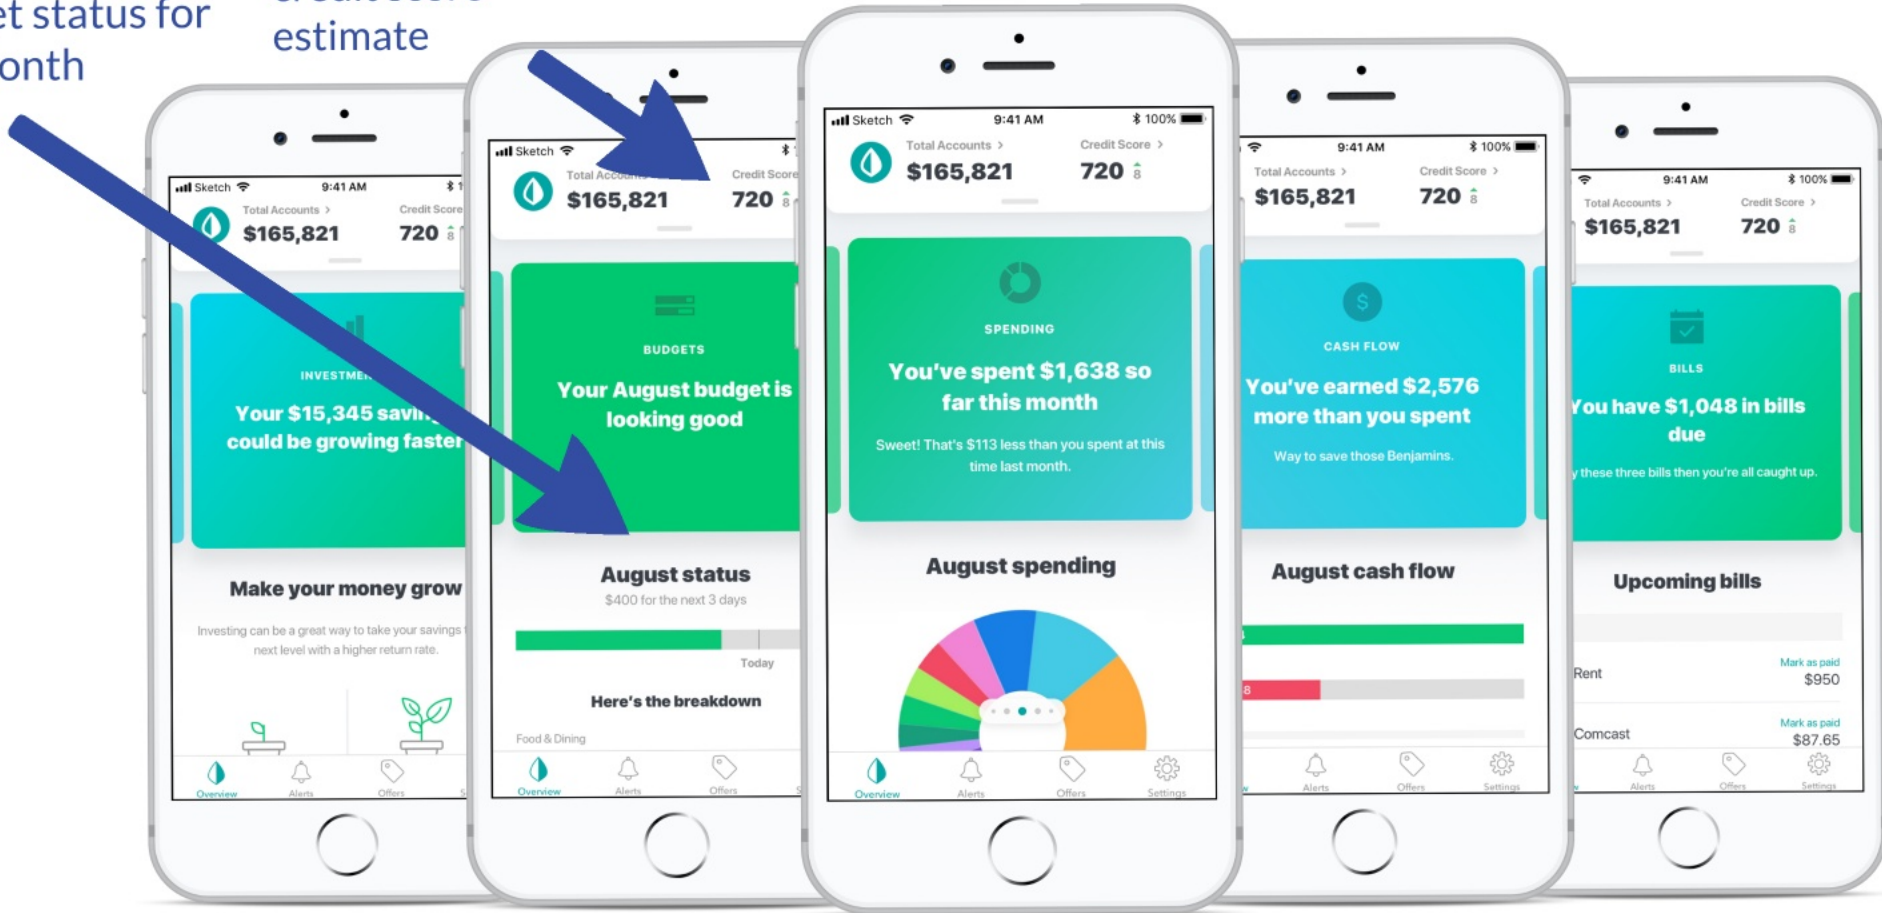 status for
estimate
Sketch 9:41 AM
Total Accounts > Credit Score
$165,821 720 8
Your $15,345
could be growing faster
Make your money grow
Investing can be a great way to take your savings
next level with a higher return rate.
Overview Alerts Offers
Sketch
Credit Score
$165,821 720 8
BUDGETS
Your August budget is
looking good
August status
$400 for the next 3 days
Today
Here's the breakdown
Food & Dining
Overview Alerts Offers
Sketch 9:41 AM 100%
Total Accounts > Credit Score >
$165,821 720 8
SPENDING
You've spent $1,638 so
far this month
Sweet! That's $113 less than you spent at this
time last month.
August spending
Overview Alerts Offers Settings
9:41 AM 100%
Total Accounts > Credit Score >
$165,821 720 8
$
CASH FLOW
You've earned $2,576
more than you spent
Way to save those Benjamins.
August cash flow
8
Alerts Offers Settings
9:41 AM 100%
Total Accounts > Credit Score >
$165,821 720 8
BILLS
You have $1,048 in bills
due
these three bills then you're all caught up.
Upcoming bills
Mark as paid
Rent $950
Mark as paid
Comcast $87.65
Alerts Offers Settings